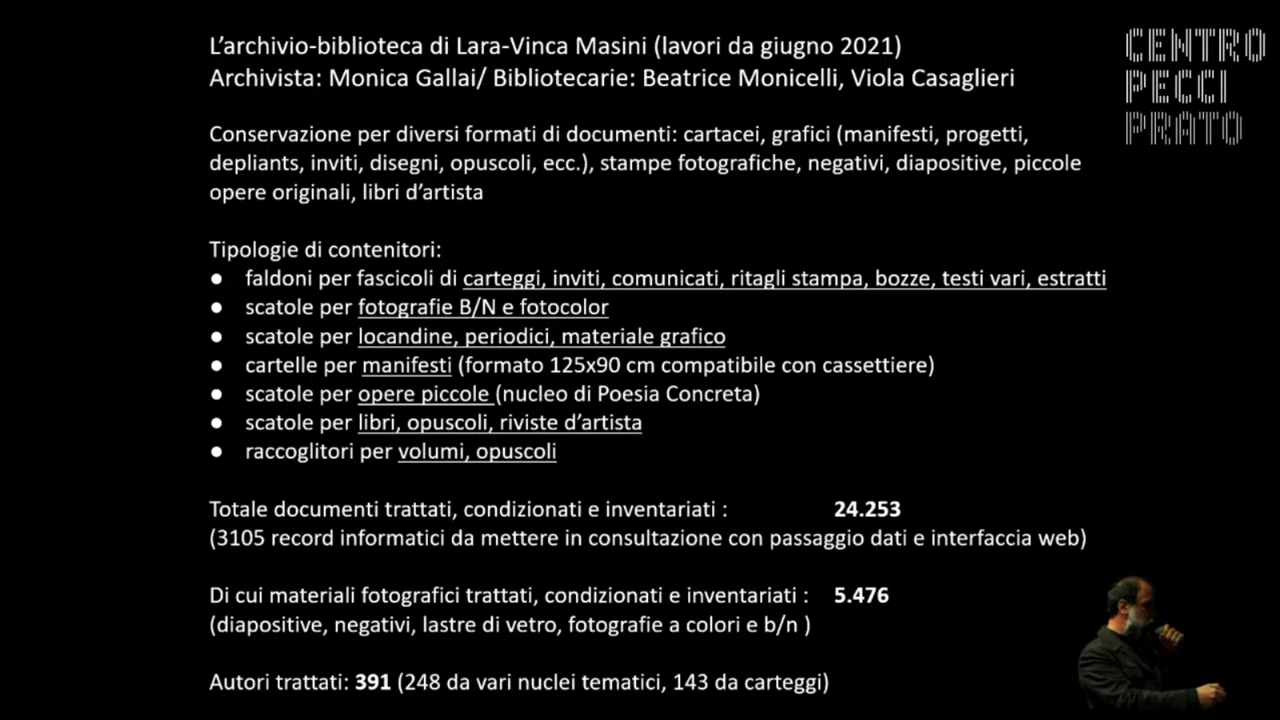 L'archivio-biblioteca di Lara-Vinca Masini (lavori da giugno 2021)
Archivista: Monica Gallai/ Bibliotecarie: Beatrice Monicelli, Viola Casaglieri
CENTRO
PECCI
PRATO
Conservazione per diversi formati di documenti: cartacei, grafici (manifesti, progetti,
depliants, inviti, disegni, opuscoli, ecc.), stampe fotografiche, negativi, diapositive, piccole
opere originali, libri d'artista
Tipologie di contenitori:
● faldoni per fascicoli di carteggi, inviti, comunicati, ritagli stampa, bozze, testi vari, estratti
● scatole per fotografie B/N e fotocolor
● scatole per locandine, periodici, materiale grafico
● cartelle per manifesti (formato 125x90 cm compatibile con cassettiere)
● scatole per opere piccole (nucleo di Poesia Concreta)
● scatole per libri, opuscoli, riviste d'artista
● raccoglitori per volumi, opuscoli
Totale documenti trattati, condizionati e inventariati : 24.253
(3105 record informatici da mettere in consultazione con passaggio dati e interfaccia web)
Di cui materiali fotografici trattati, condizionati e inventariati : 5.476
(diapositive, negativi, lastre di vetro, fotografie a colori e b/n )
Autori trattati: 391 (248 da vari nuclei tematici, 143 da carteggi)